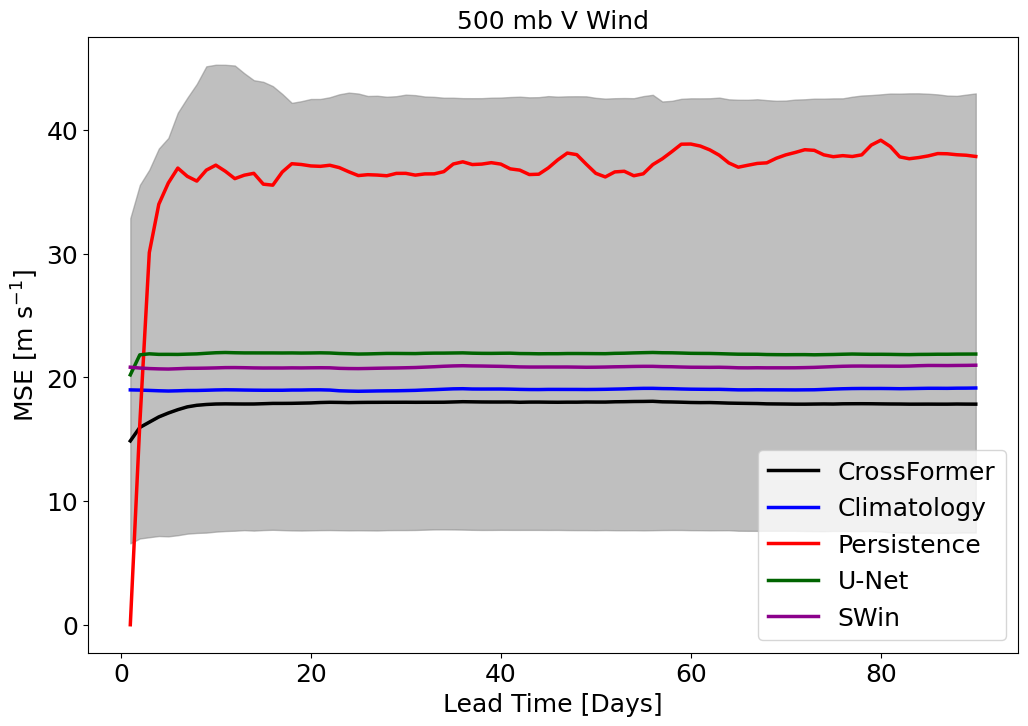 500 mb V Wind
MSE [m s⁻¹]
40
30
20
10
0
0 20 40 60 80
Lead Time [Days]
CrossFormer
Climatology
Persistence
U-Net
SWin